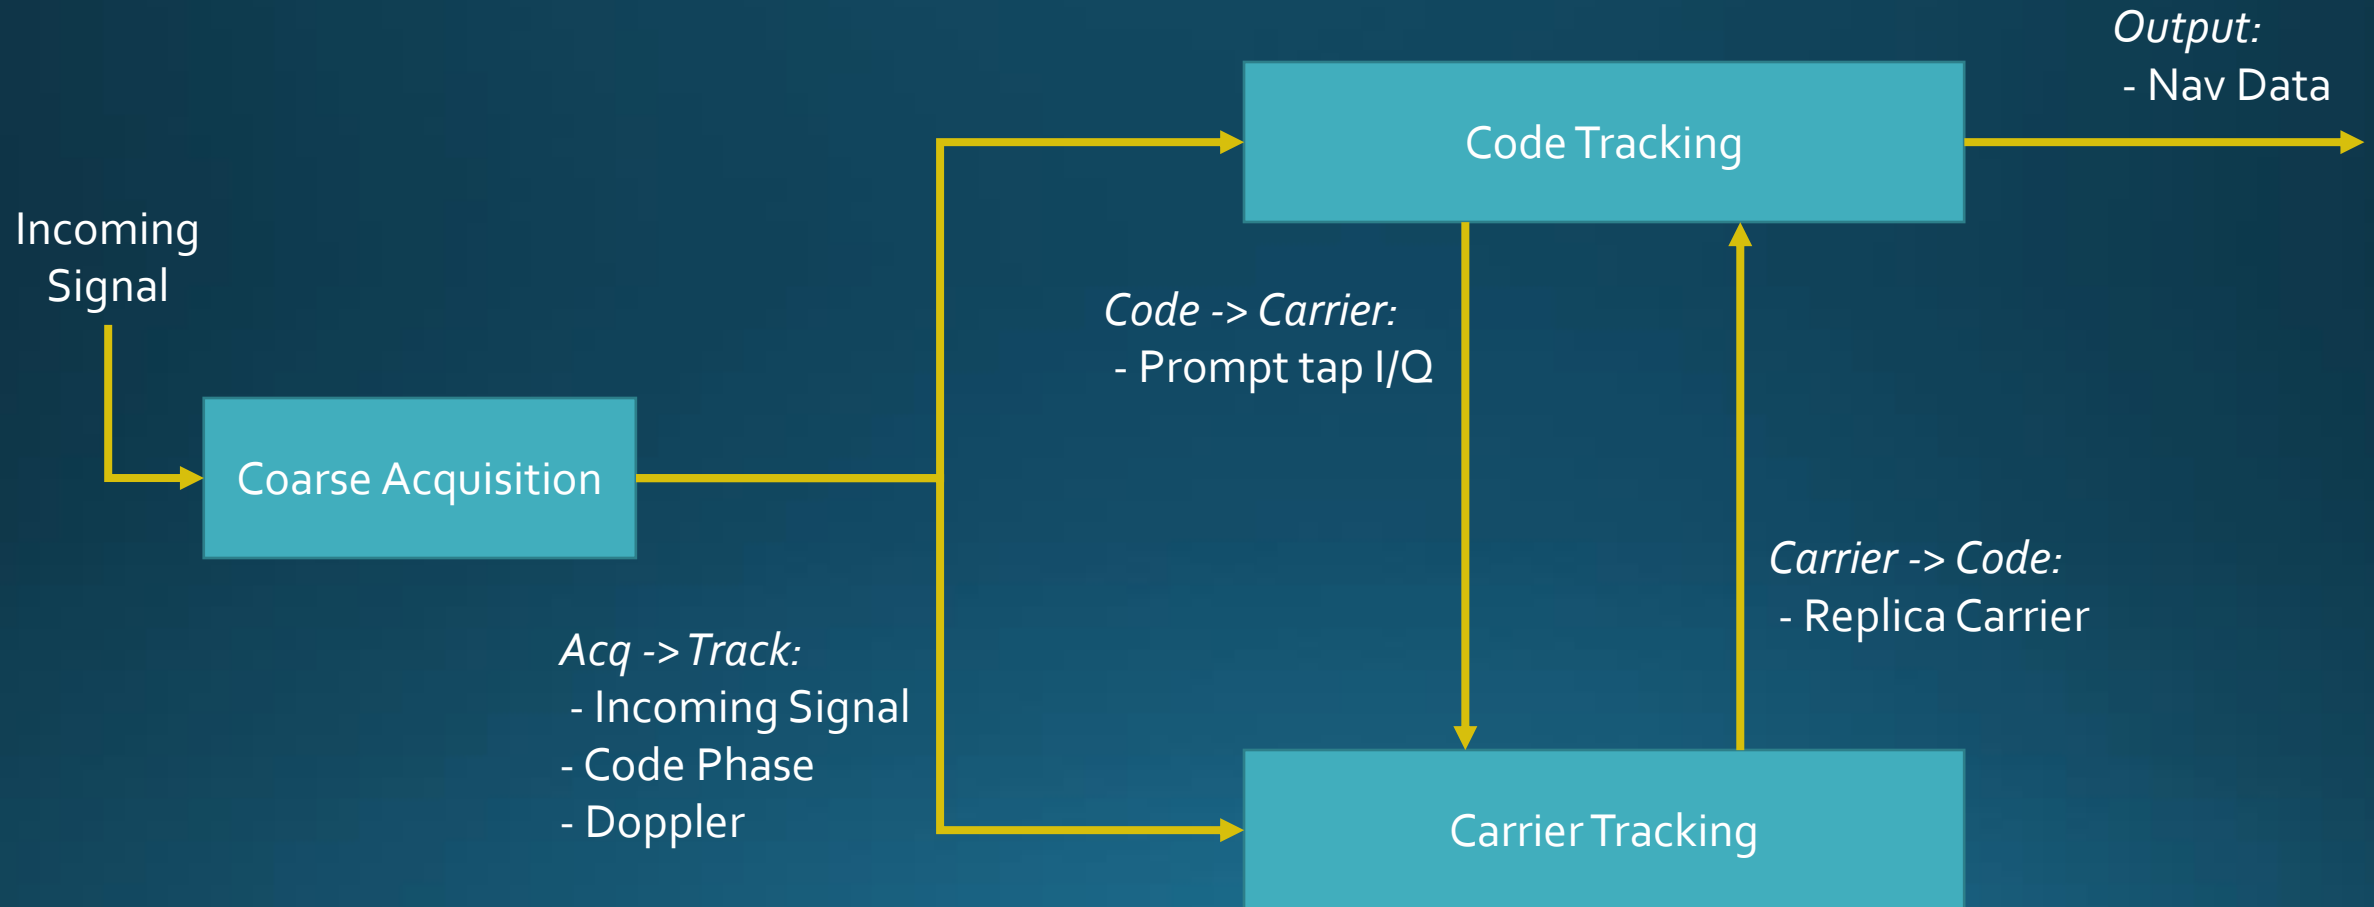 Output:
- Nav Data
Code Tracking
Incoming
Signal
Code -> Carrier:
- Prompt tap I/Q
Coarse Acquisition
Carrier -> Code:
- Replica Carrier
Acq -> Track:
- Incoming Signal
- Code Phase
- Doppler
Carrier Tracking